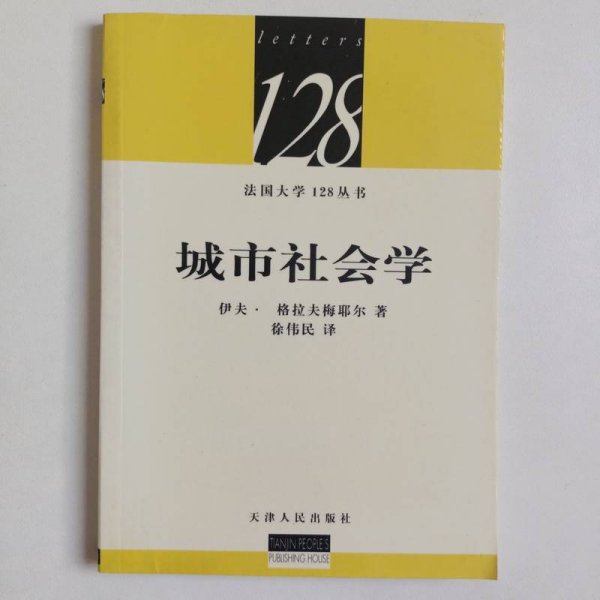 letters
128
法国大学128丛书
城市社会学
伊夫· 格拉夫梅耶尔 著
徐伟民 译
天津人民出版社
TIANJIN PEOPLE'S
PUBLISHING HOUSE